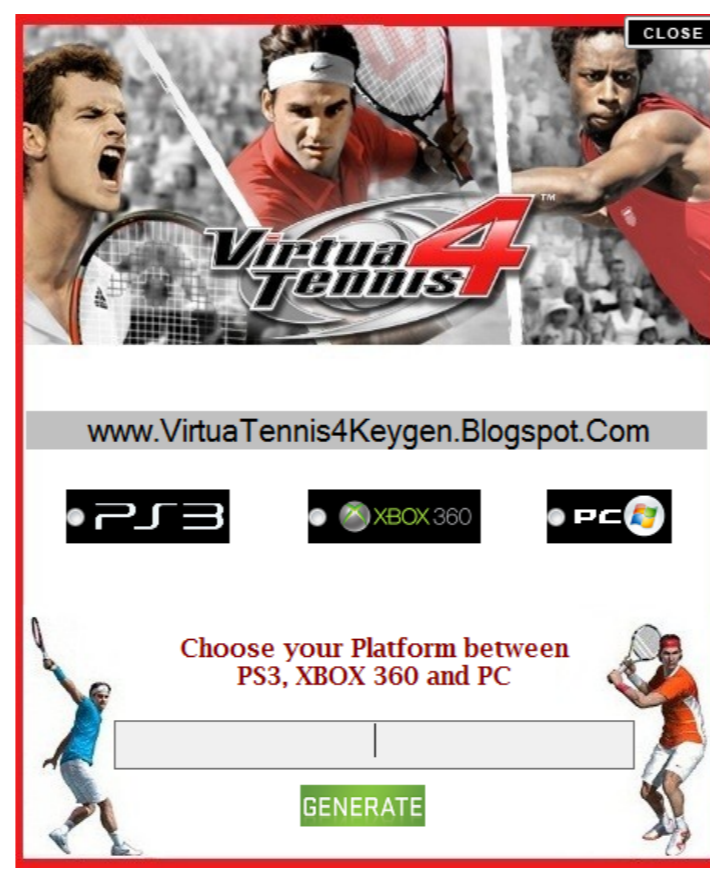 CLOSE
Virtua
Tennis 4
TM
www.VirtuaTennis4Keygen.Blogspot.Com
PS3
XBOX 360
PC
Choose your Platform between
PS3, XBOX 360 and PC
GENERATE